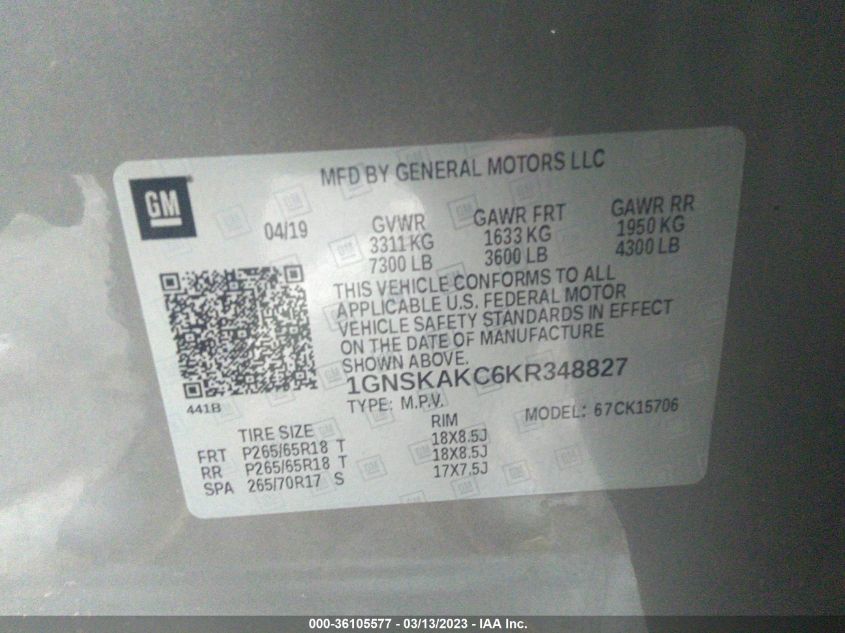 GM
MFD BY GENERAL MOTORS LLC
04/19
GVWR GAWR FRT GAWR RR
3311 KG 1633 KG 1950 KG
7300 LB 3600 LB 4300 LB
THIS VEHICLE CONFORMS TO ALL
APPLICABLE U.S. FEDERAL MOTOR
VEHICLE SAFETY STANDARDS IN EFFECT
ON THE DATE OF MANUFACTURE
SHOWN ABOVE.
1GNSKAKC6KR348827
441B
TYPE: M.P.V. MODEL: 67CK15706
TIRE SIZE RIM
FRT P265/65R18 T 18X8.5J
RR P265/65R18 T 18X8.5J
SPA 265/70R17 S 17X7.5J
000-36105577 - 03/13/2023 - IAA Inc.